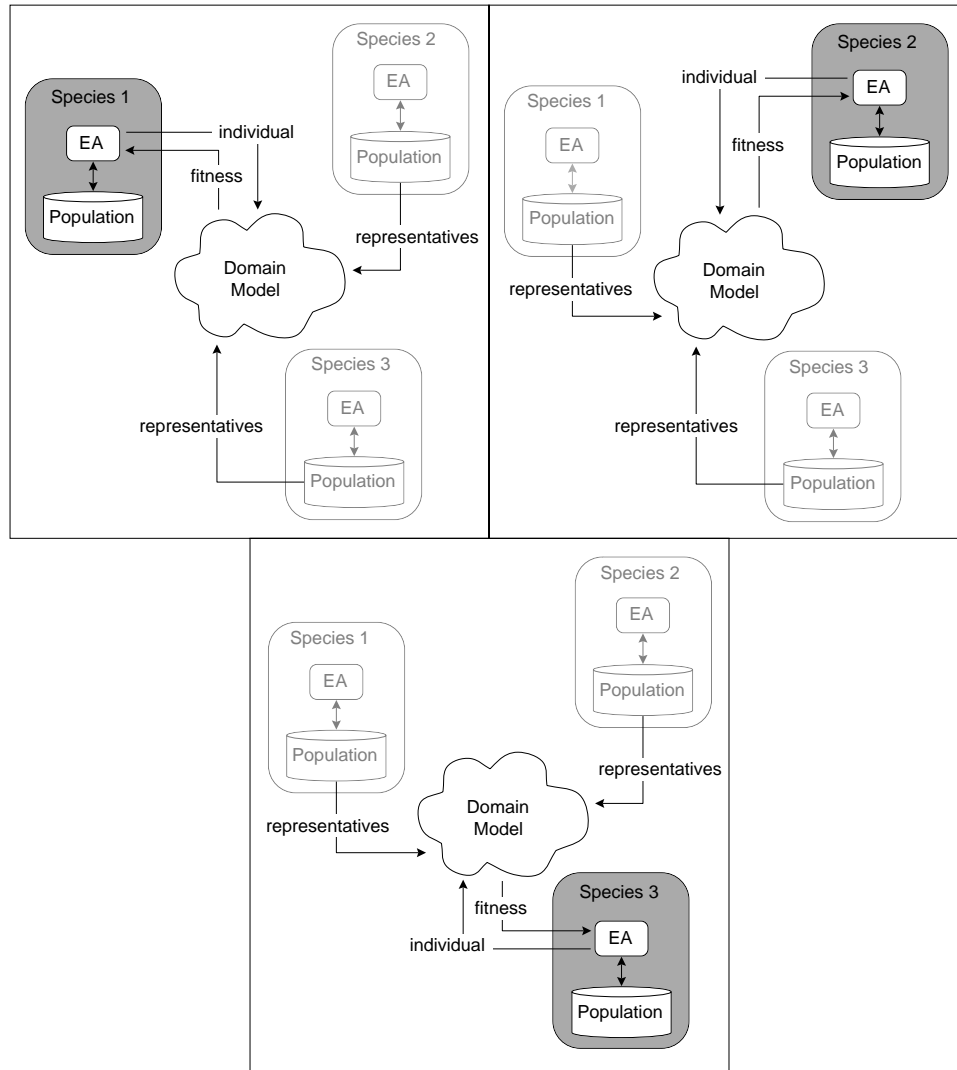 Species 2
EA
Population
representatives
Species 1
EA
Population
individual
fitness
Domain
Model
Species 3
EA
Population
representatives
Species 2
EA
Population
individual
fitness
Species 1
EA
Population
representatives
Domain
Model
Species 3
EA
Population
representatives
Species 2
EA
Population
representatives
Species 1
EA
Population
representatives
Domain
Model
Species 3
fitness
EA
individual
Population